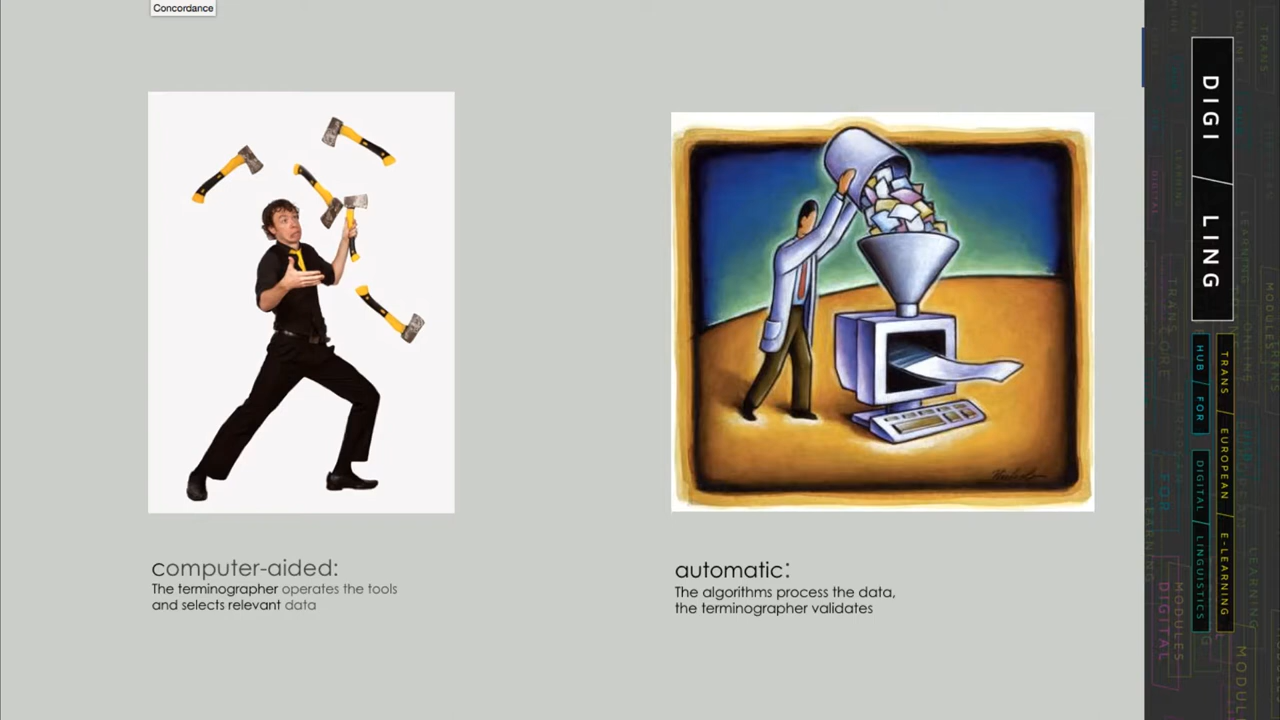 Concordance
computer-aided:
The terminographer operates the tools
and selects relevant data
automatic:
The algorithms process the data,
the terminographer validates
DIGI / LING
TRANS / EUROPEAN / E-LEARNING
HUB / FOR / DIGITAL / LINGUISTICS